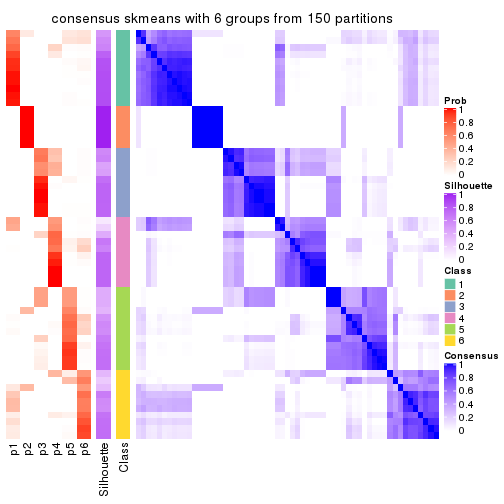 consensus skmeans with 6 groups from 150 partitions
Prob
1
0.8
0.6
0.4
0.2
0
Silhouette
1
0.8
0.6
0.4
0.2
0
Class
1
2
3
4
5
6
Consensus
1
0.8
0.6
0.4
0.2
0
p1
p2
p3
p4
p5
p6
Silhouette
Class